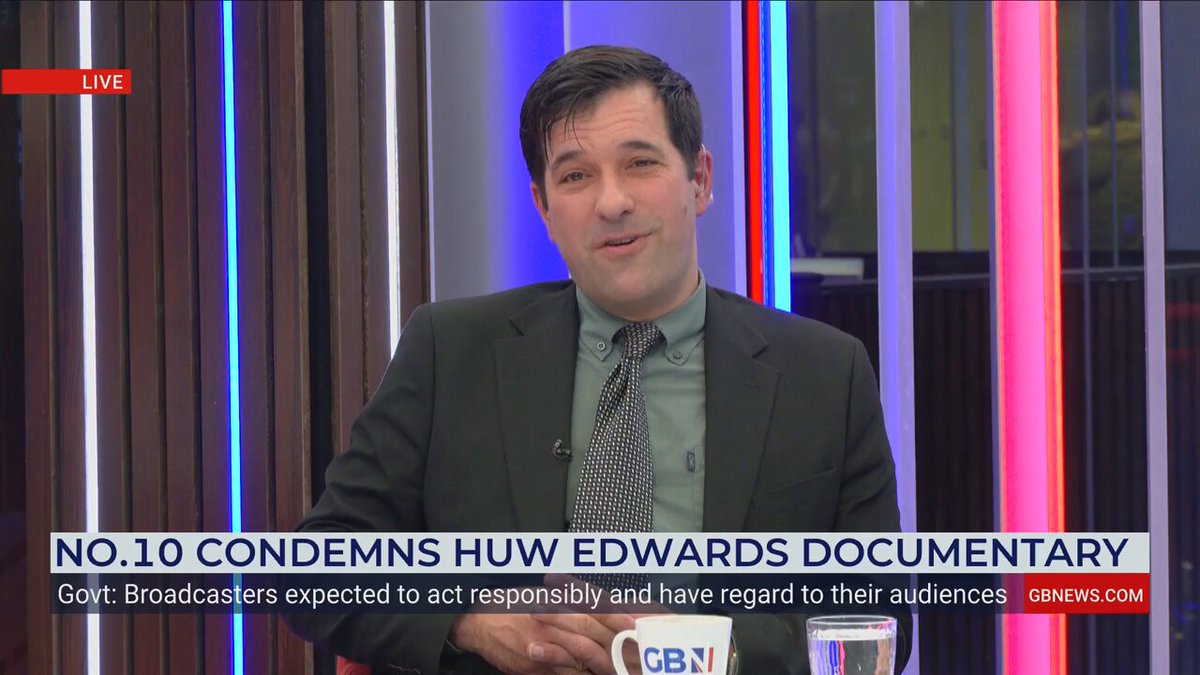 LIVE
NO.10 CONDEMNS HUW EDWARDS DOCUMENTARY
Govt: Broadcasters expected to act responsibly and have regard to their audiences
GBNEWS.COM
GBN